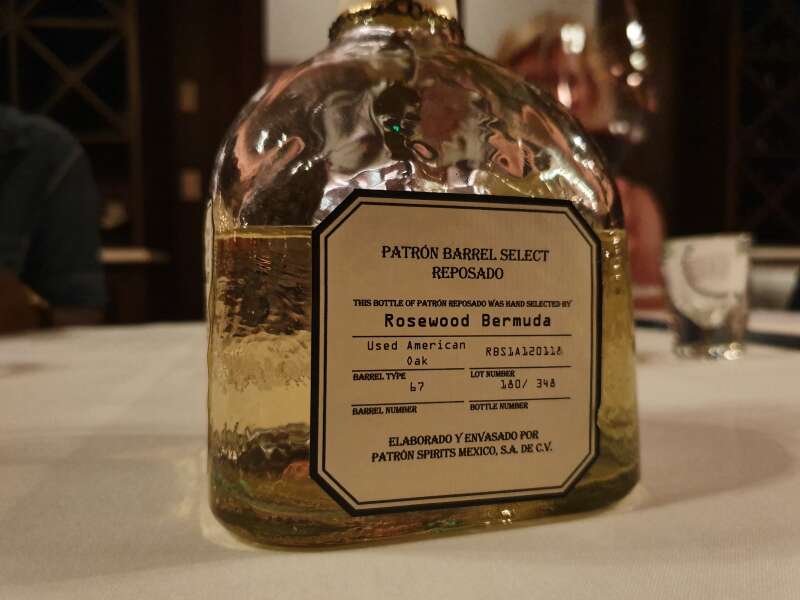 PATRÓN BARREL SELECT
REPOSADO
THIS BOTTLE OF PATRÓN REPOSADO WAS HAND SELECTED BY
Rosewood Bermuda
Used American
Oak
RBS1A120118
BARREL TYPE
LOT NUMBER
67
180/ 348
BARREL NUMBER
BOTTLE NUMBER
ELABORADO Y ENVASADO POR
PATRÓN SPIRITS MEXICO, S.A. DE C.V.